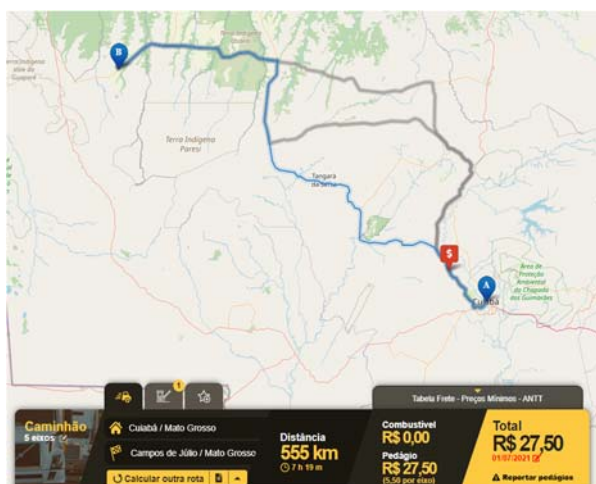 B
Terra Indígena
Paresi
Tangará
da Serra
$
A
Cuiabá
Área de
Proteção
Ambiental
da Chapada
dos Guimarães
1
Tabela Frete - Preços Mínimos - ANTT
Caminhão
5 eixos
Cuiabá / Mato Grosso
Campos de Júlio / Mato Grosso
Calcular outra rota
Distância
555 km
7 h 19 m
Combustível
R$ 0,00
Pedágio
R$ 27,50
(5,50 por eixo)
Total
R$ 27,50
01/07/2021
Reportar pedágios